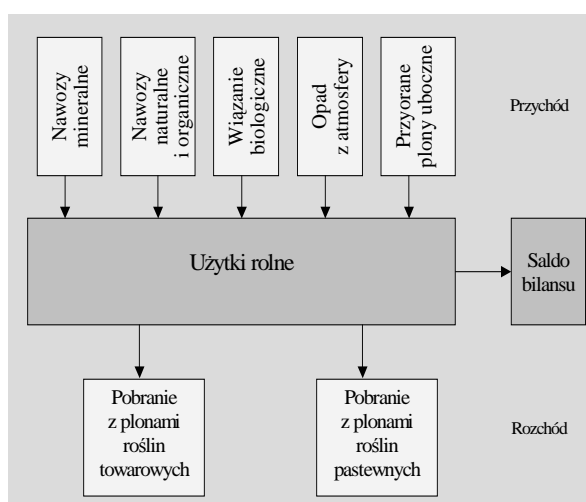 Nawozy
mineralne
Nawozy
naturalne
i organiczne
Wiązanie
biologiczne
Opad
z atmosfery
Przyorane
plony uboczne
Przychód
Użytki rolne
Saldo
bilansu
Pobranie
z plonami
roślin
towarowych
Pobranie
z plonami
roślin
pastewnych
Rozchód